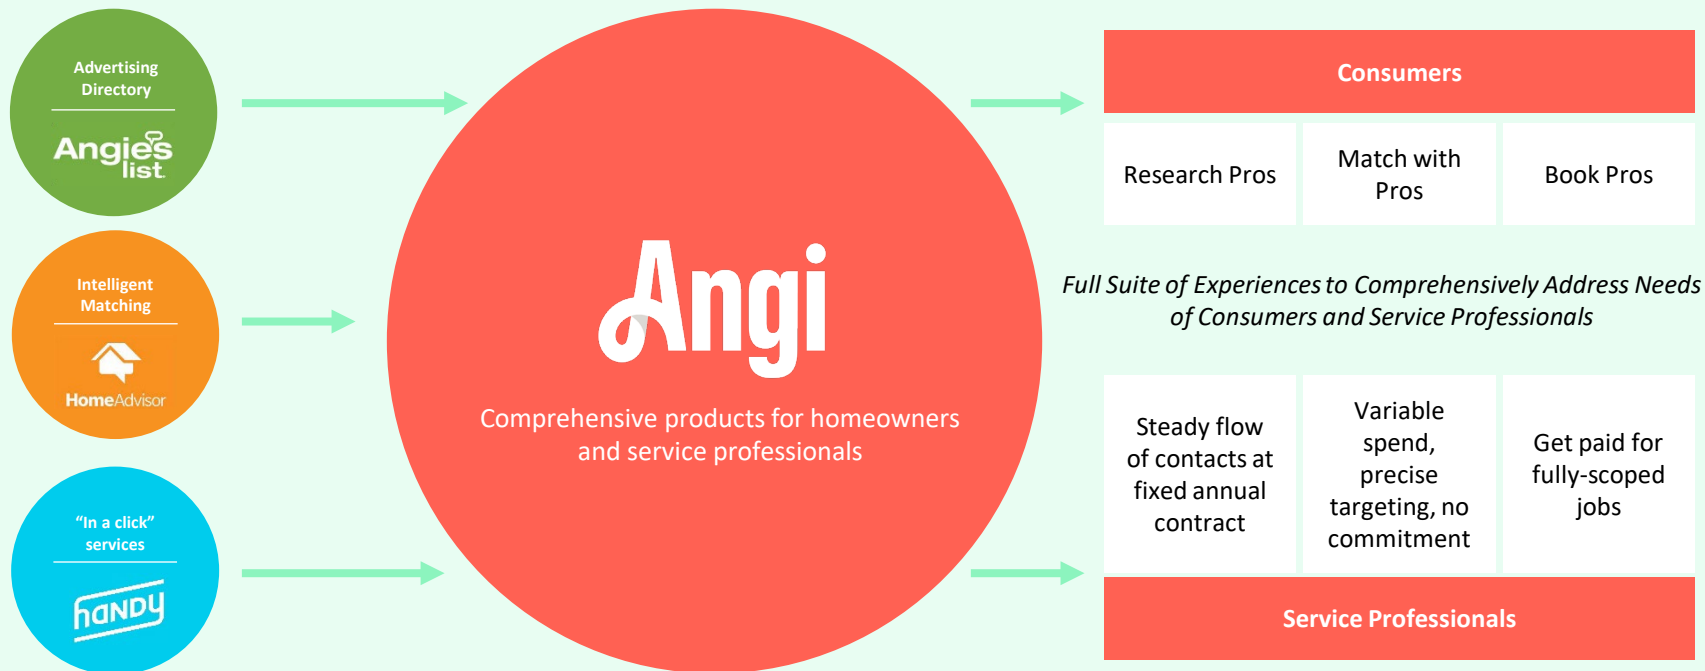 Advertising
Directory
Angie's
list
Intelligent
Matching
HomeAdvisor
“In a click”
services
haNDY
Angi
Comprehensive products for homeowners
and service professionals
Consumers
Research Pros
Match with
Pros
Book Pros
Full Suite of Experiences to Comprehensively Address Needs
of Consumers and Service Professionals
Steady flow
of contacts at
fixed annual
contract
Variable
spend,
precise
targeting, no
commitment
Get paid for
fully-scoped
jobs
Service Professionals